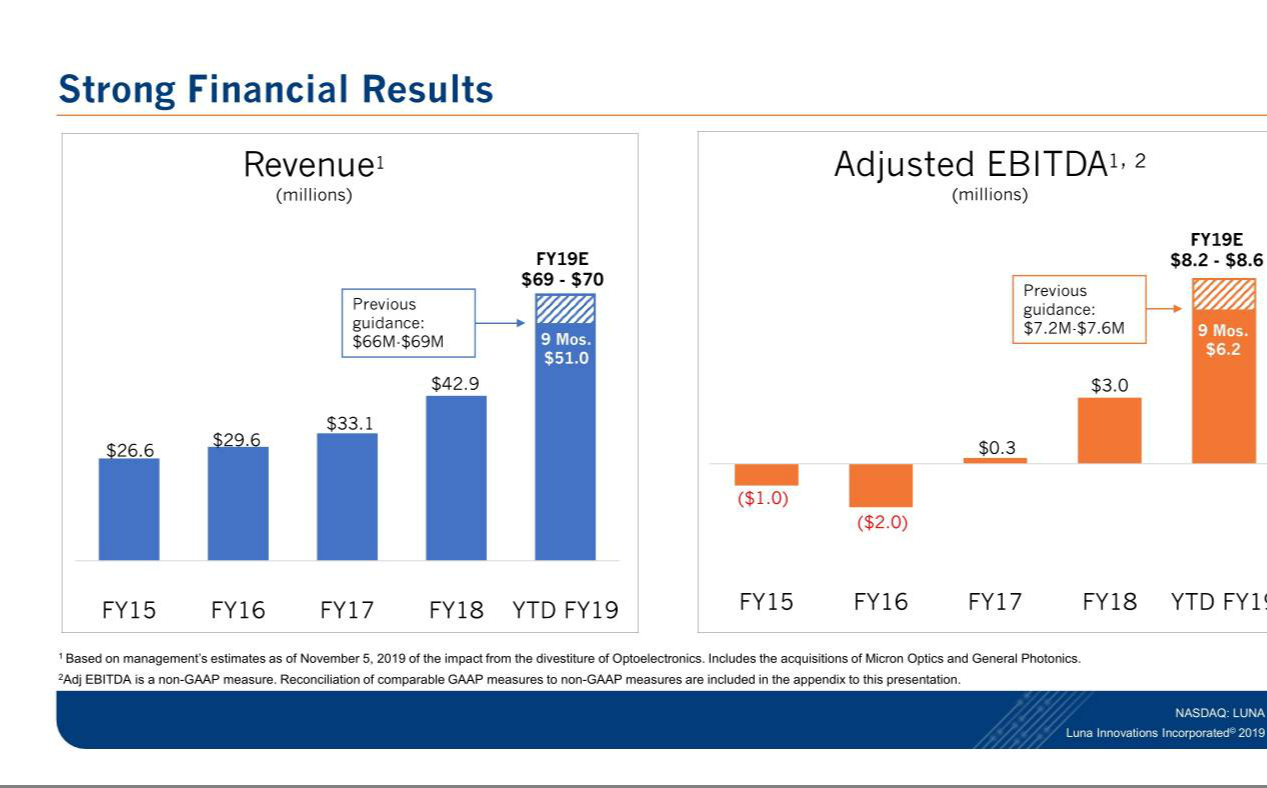 Strong Financial Results
Revenue¹
(millions)
FY19E
$69 - $70
Previous
guidance:
$66M-$69M
9 Mos.
$51.0
$42.9
$33.1
$29.6
$26.6
FY15 FY16 FY17 FY18 YTD FY19
Adjusted EBITDA¹, ²
(millions)
FY19E
$8.2 - $8.6
Previous
guidance:
$7.2M-$7.6M
9 Mos.
$6.2
$3.0
$0.3
($1.0)
($2.0)
FY15 FY16 FY17 FY18 YTD FY19
¹ Based on management's estimates as of November 5, 2019 of the impact from the divestiture of Optoelectronics. Includes the acquisitions of Micron Optics and General Photonics.
²Adj EBITDA is a non-GAAP measure. Reconciliation of comparable GAAP measures to non-GAAP measures are included in the appendix to this presentation.
NASDAQ: LUNA
Luna Innovations Incorporated© 2019